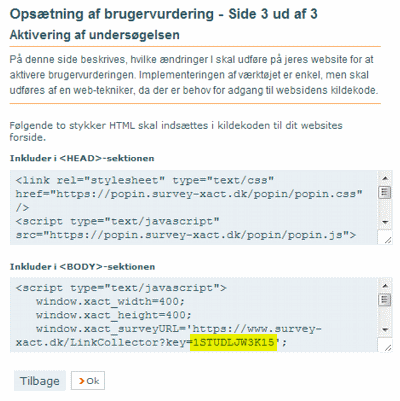 Opsætning af brugervurdering - Side 3 ud af 3
Aktivering af undersøgelsen
På denne side beskrives, hvilke ændringer I skal udføre på jeres website for at
aktivere brugervurderingen. Implementeringen af værktøjet er enkel, men skal
udføres af en web-tekniker, da der er behov for adgang til websidens kildekode.
Følgende to stykker HTML skal indsættes i kildekoden til dit websites
forside.
Inkluder i <HEAD>-sektionen
<link rel="stylesheet" type="text/css"
href="https://popin.survey-xact.dk/popin/popin.css"
/>
<script type="text/javascript"
src="https://popin.survey-xact.dk/popin/popin.js">
Inkluder i <BODY>-sektionen
<script type="text/javascript">
window.xact_width=400;
window.xact_height=400;
window.xact_surveyURL='https://www.survey-
xact.dk/LinkCollector?key=1STUDLJW3K15';
Tilbage
Ok